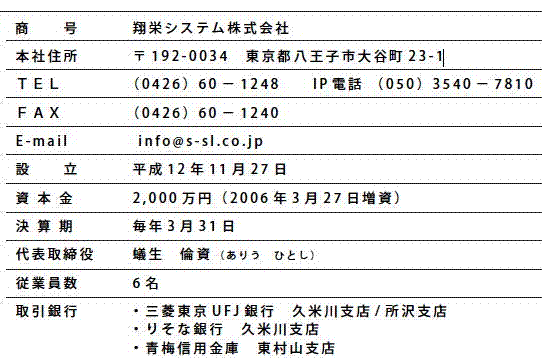 商　　号　　翔栄システム株式会社
本社住所　　〒192-0034　東京都八王子市大谷町 23-1
ＴＥＬ　　（0426）60－1248　　IP 電話 （050）3540－7810
ＦＡＸ　　（0426）60－1240
E-mail　　info@s-sl.co.jp
設　　立　　平成 12 年 11 月 27 日
資 本 金　　2,000 万円（2006 年 3 月 27 日増資）
決 算 期　　毎年 3 月 31 日
代表取締役　　蟻生　倫資（ありう　ひとし）
従業員数　　6 名
取引銀行　　・三菱東京 UFJ 銀行　久米川支店 / 所沢支店
・りそな銀行　久米川支店
・青梅信用金庫　東村山支店